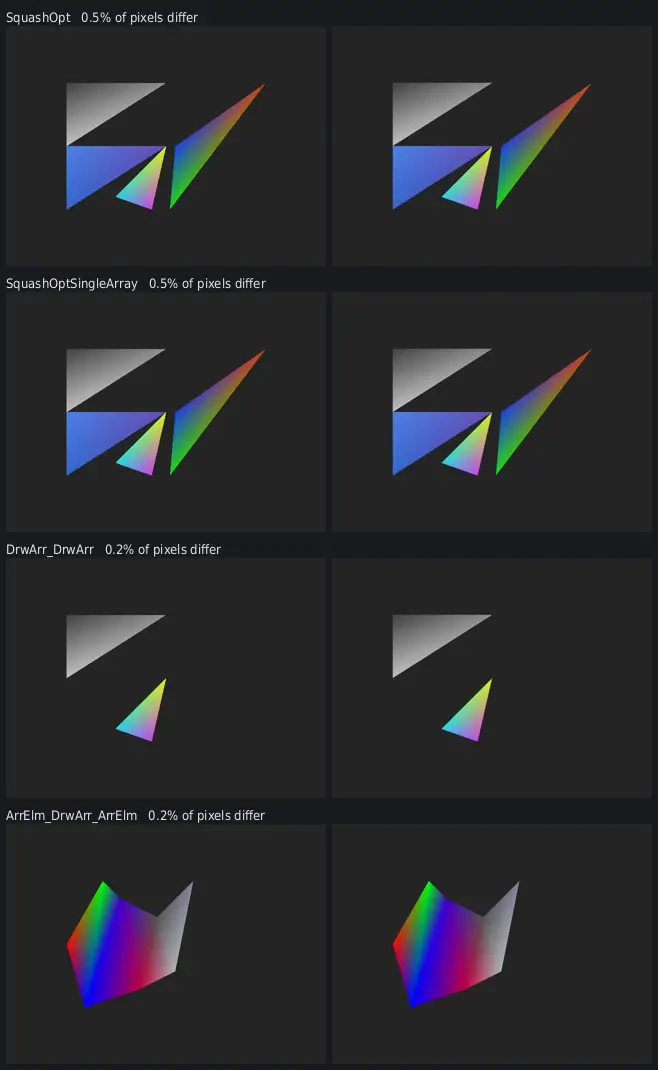 SquashOpt 0.5% of pixels differ
SquashOptSingleArray 0.5% of pixels differ
DrwArr_DrwArr 0.2% of pixels differ
ArrElm_DrwArr_ArrElm 0.2% of pixels differ